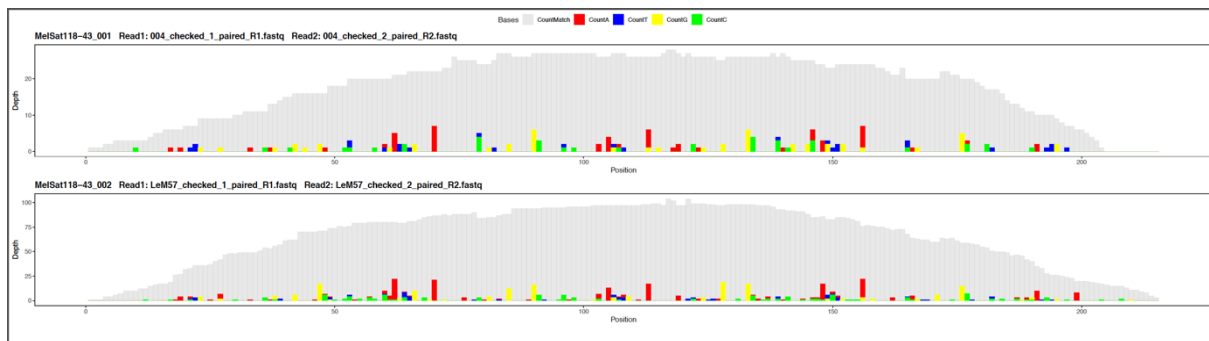 Bases CountMatch CountA CountT CountG CountC
MelSat118-43_001 Read1: 004_checked_1_paired_R1.fastq Read2: 004_checked_2_paired_R2.fastq
Depth
20
10
0
0 50 100 150 200
Position
MelSat118-43_002 Read1: LeM57_checked_1_paired_R1.fastq Read2: LeM57_checked_2_paired_R2.fastq
Depth
100
75
50
25
0
0 50 100 150 200
Position